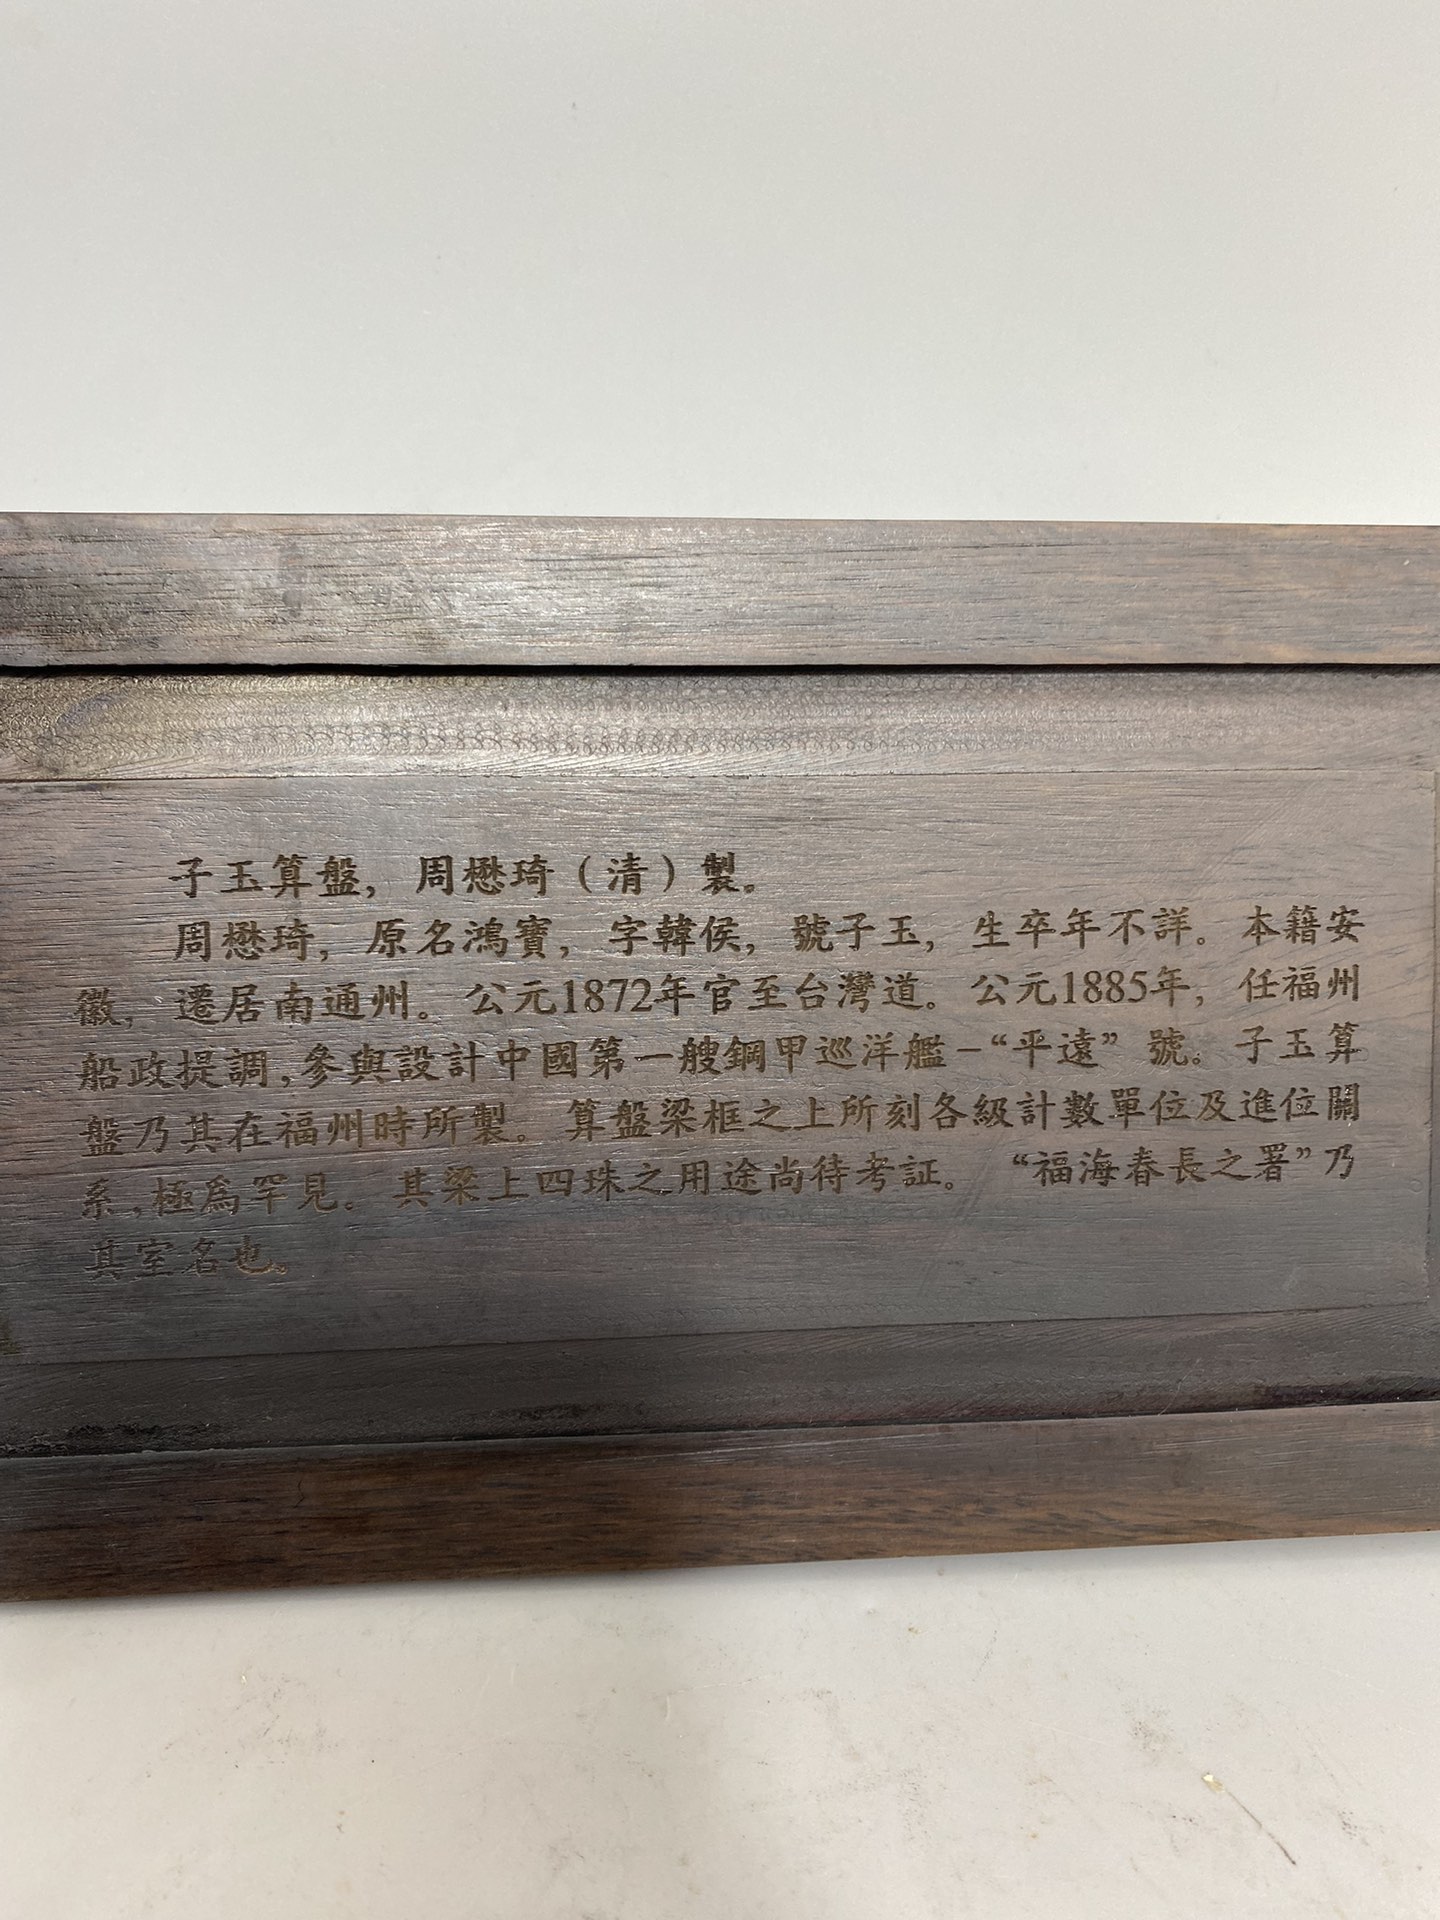 子玉算盤，周懋琦（清）製。
周懋琦，原名鴻寶，字韓侯，號子玉，生卒年不詳。本籍安
徽，遷居南通州。公元1872年官至台灣道。公元1885年，任福州
船政提調，參與設計中國第一艘鋼甲巡洋艦－“平遠”號。子玉算
盤乃其在福州時所製。算盤梁框之上所刻各級計數單位及進位關
系，極為罕見。其梁上四珠之用途尚待考証。“福海春長之署”乃
其室名也。